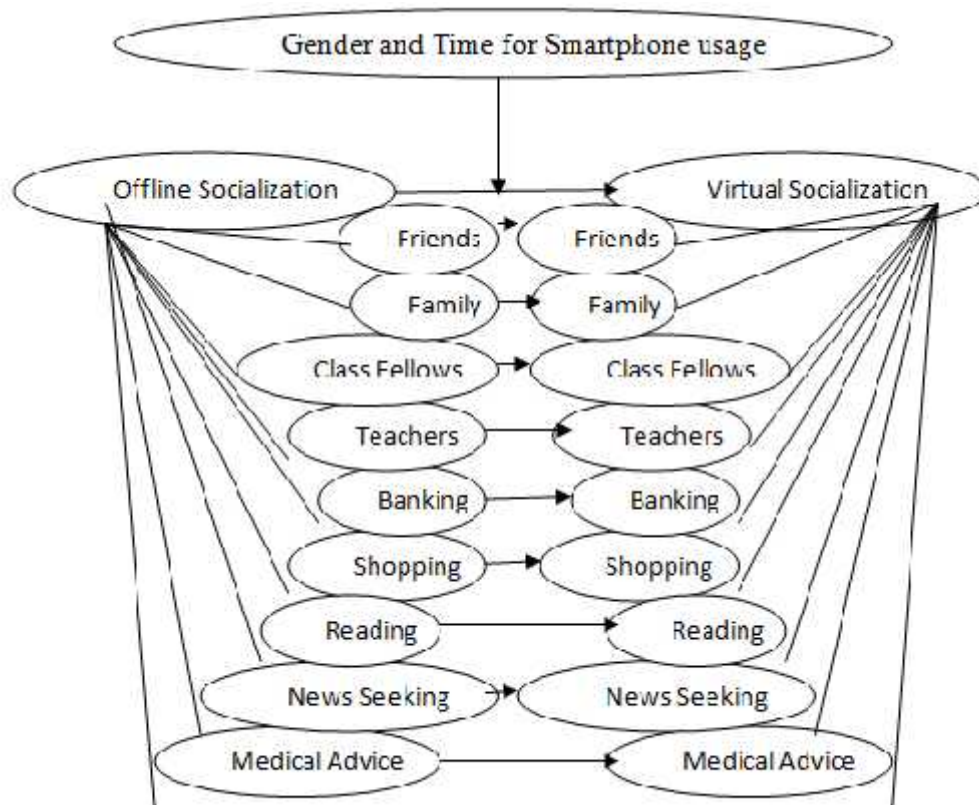 Gender and Time for Smartphone usage
Offline Socialization Virtual Socialization
Friends Friends
Family Family
Class Fellows Class Fellows
Teachers Teachers
Banking Banking
Shopping Shopping
Reading Reading
News Seeking News Seeking
Medical Advice Medical Advice